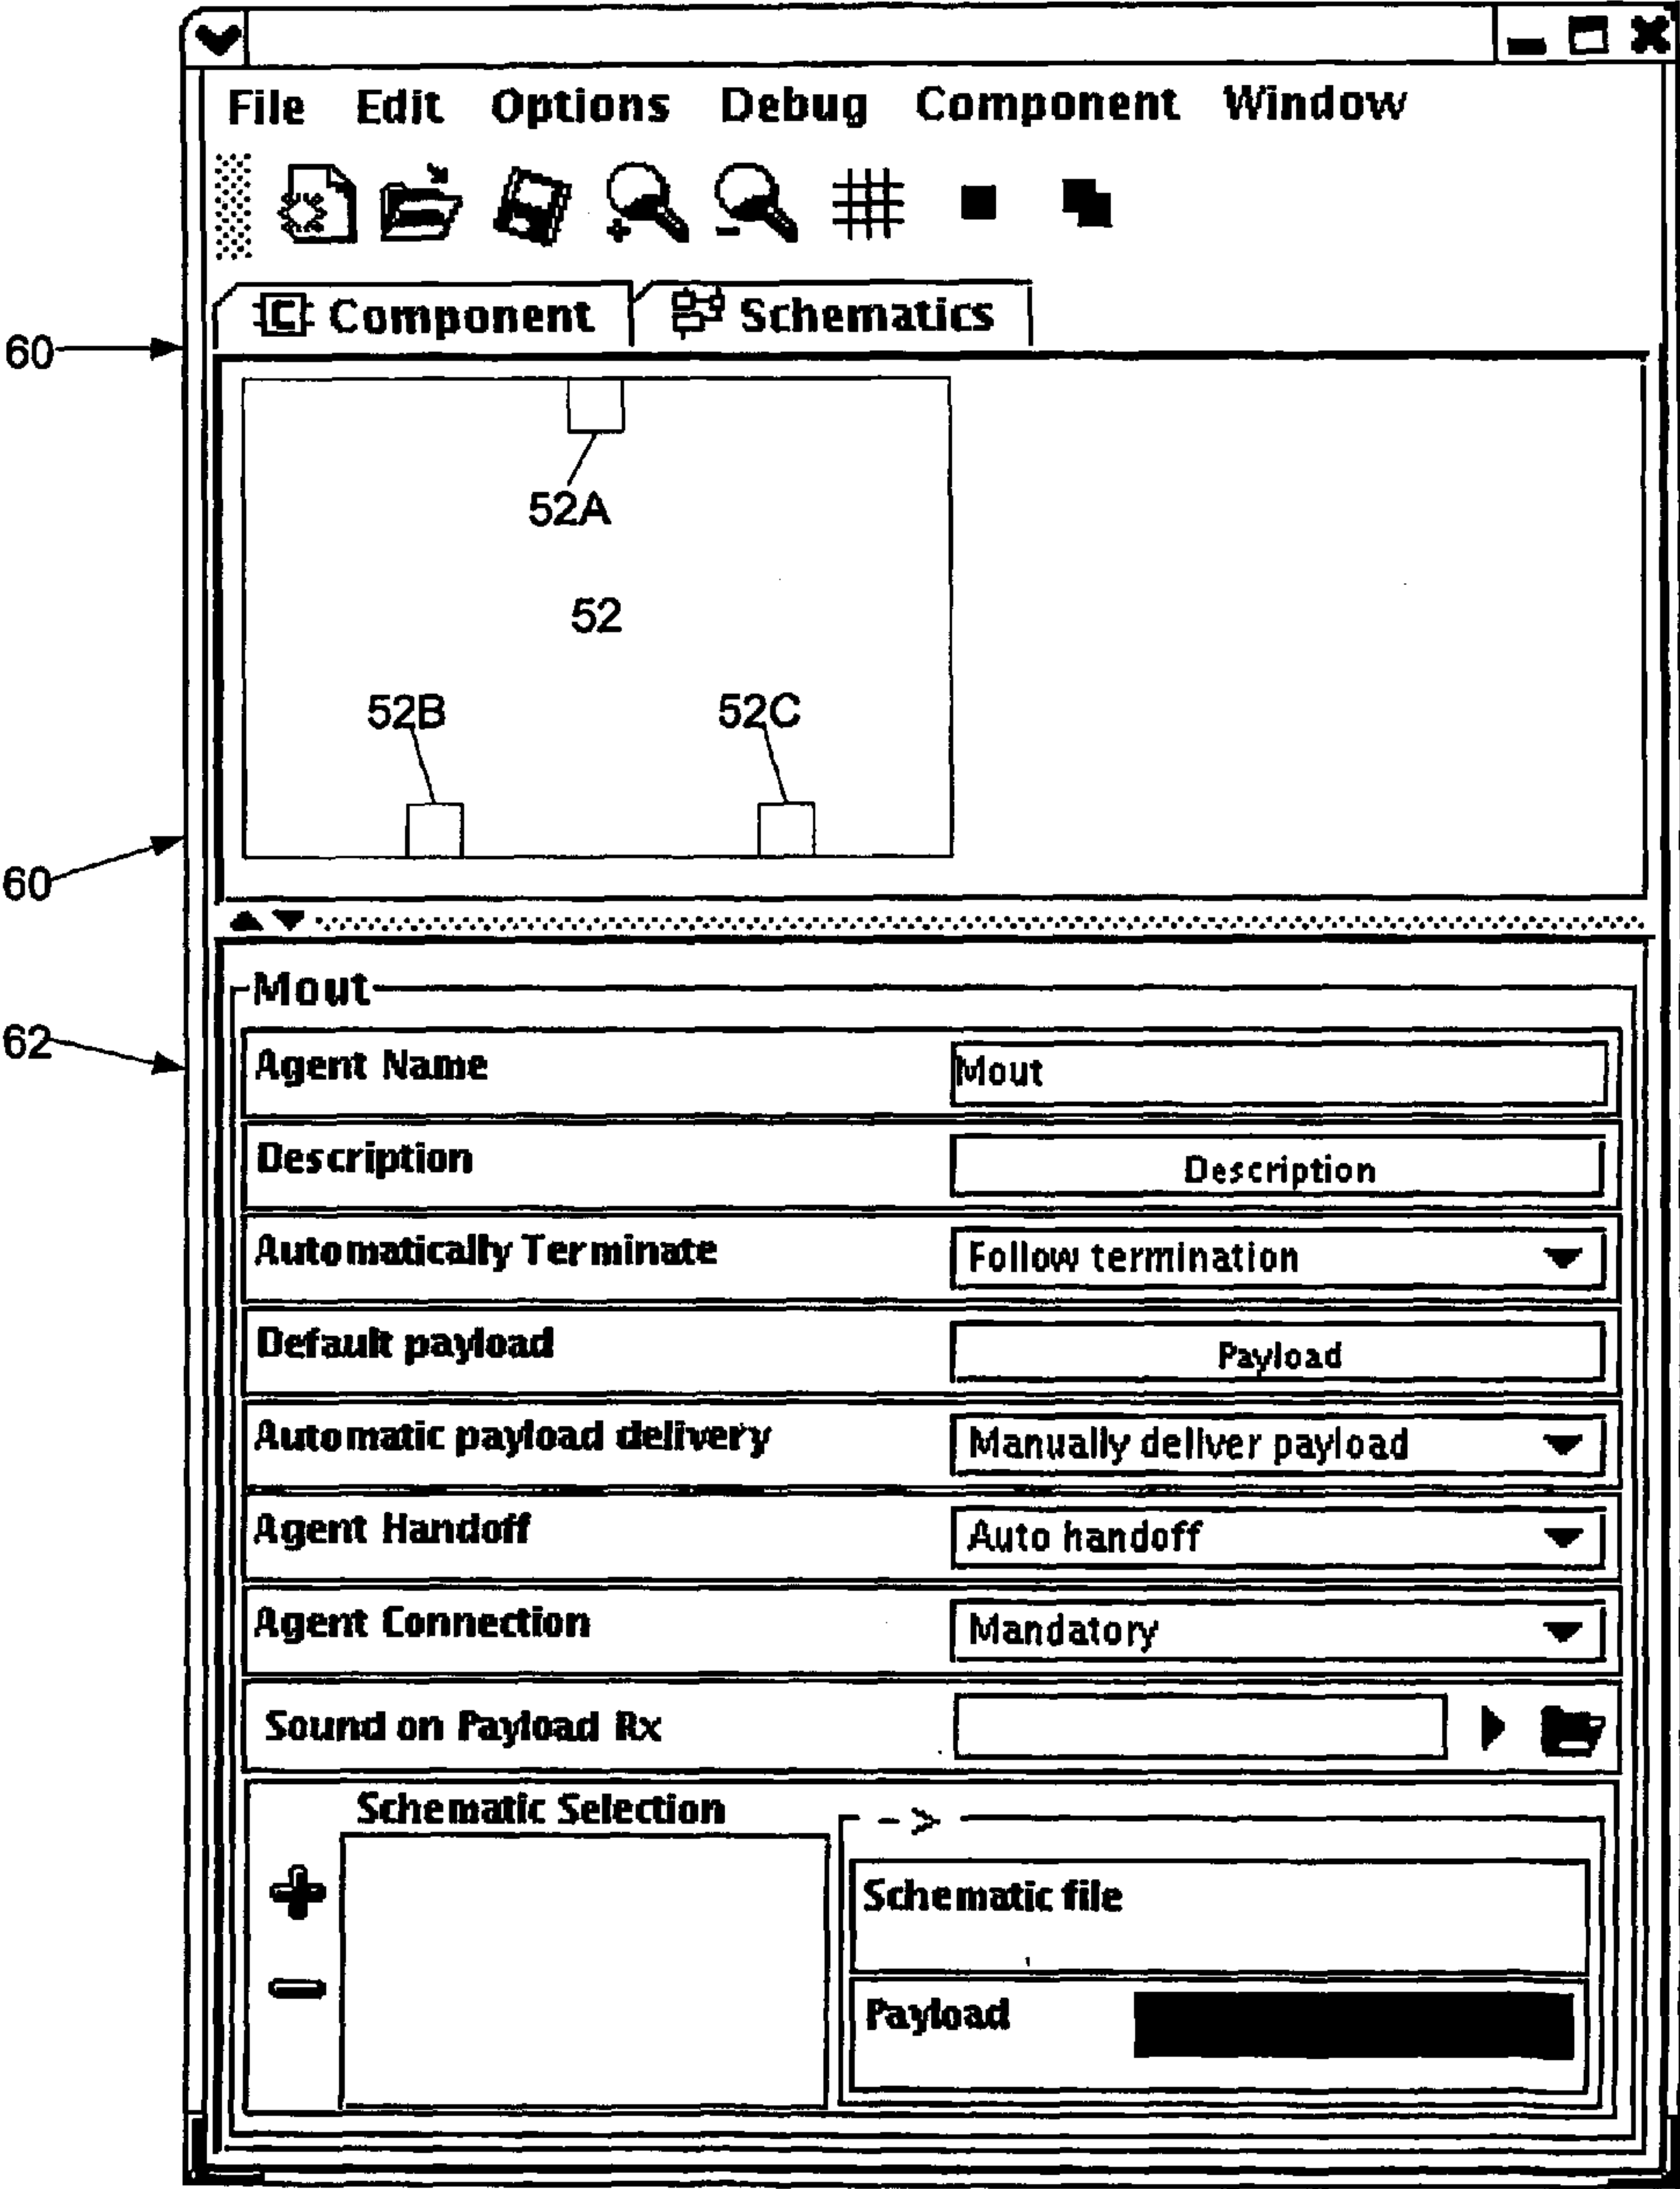 File Edit Options Debug Component Window
Component Schematics
60
52A
52
52B 52C
60
Mout
62
Agent Name Mout
Description Description
Automatically Terminate Follow termination
Default payload Payload
Automatic payload delivery Manually deliver payload
Agent Handoff Auto handoff
Agent Connection Mandatory
Sound on Payload Rx
Schematic Selection
->
Schematic file
Payload